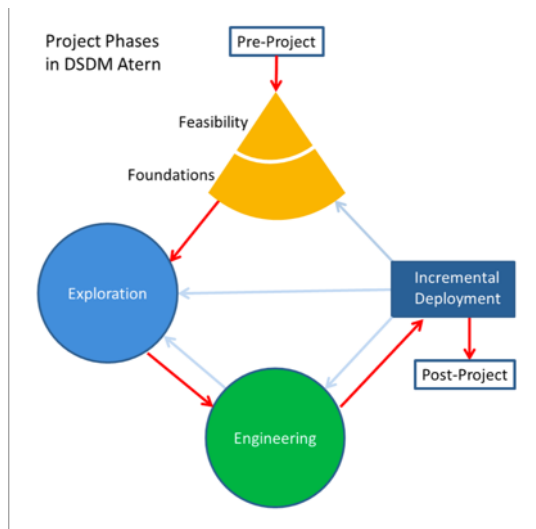 Project Phases
in DSDM Atern
Pre-Project
Feasibility
Foundations
Exploration
Incremental
Deployment
Post-Project
Engineering